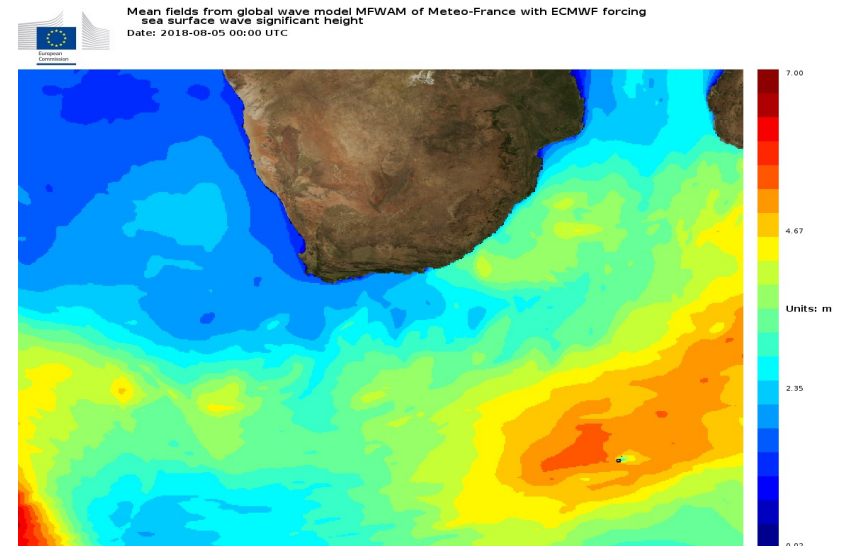 Mean fields from global wave model MFWAM of Meteo-France with ECMWF forcing
sea surface wave significant height
Date: 2018-08-05 00:00 UTC
European
Commission
7.00
4.67
Units: m
2.35
0.02